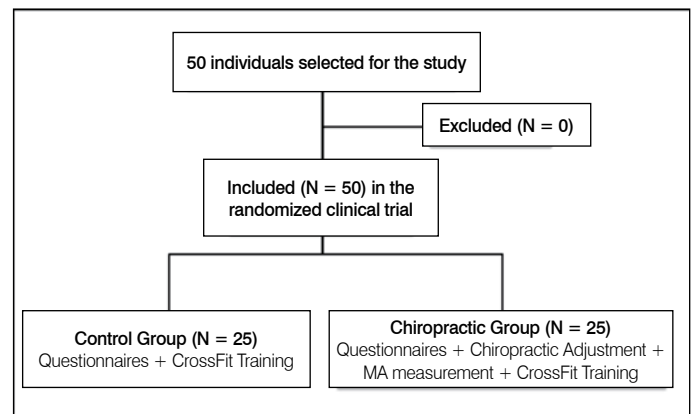 50 individuals selected for the study
Excluded (N = 0)
Included (N = 50) in the
randomized clinical trial
Control Group (N = 25)
Questionnaires + CrossFit Training
Chiropractic Group (N = 25)
Questionnaires + Chiropractic Adjustment +
MA measurement + CrossFit Training